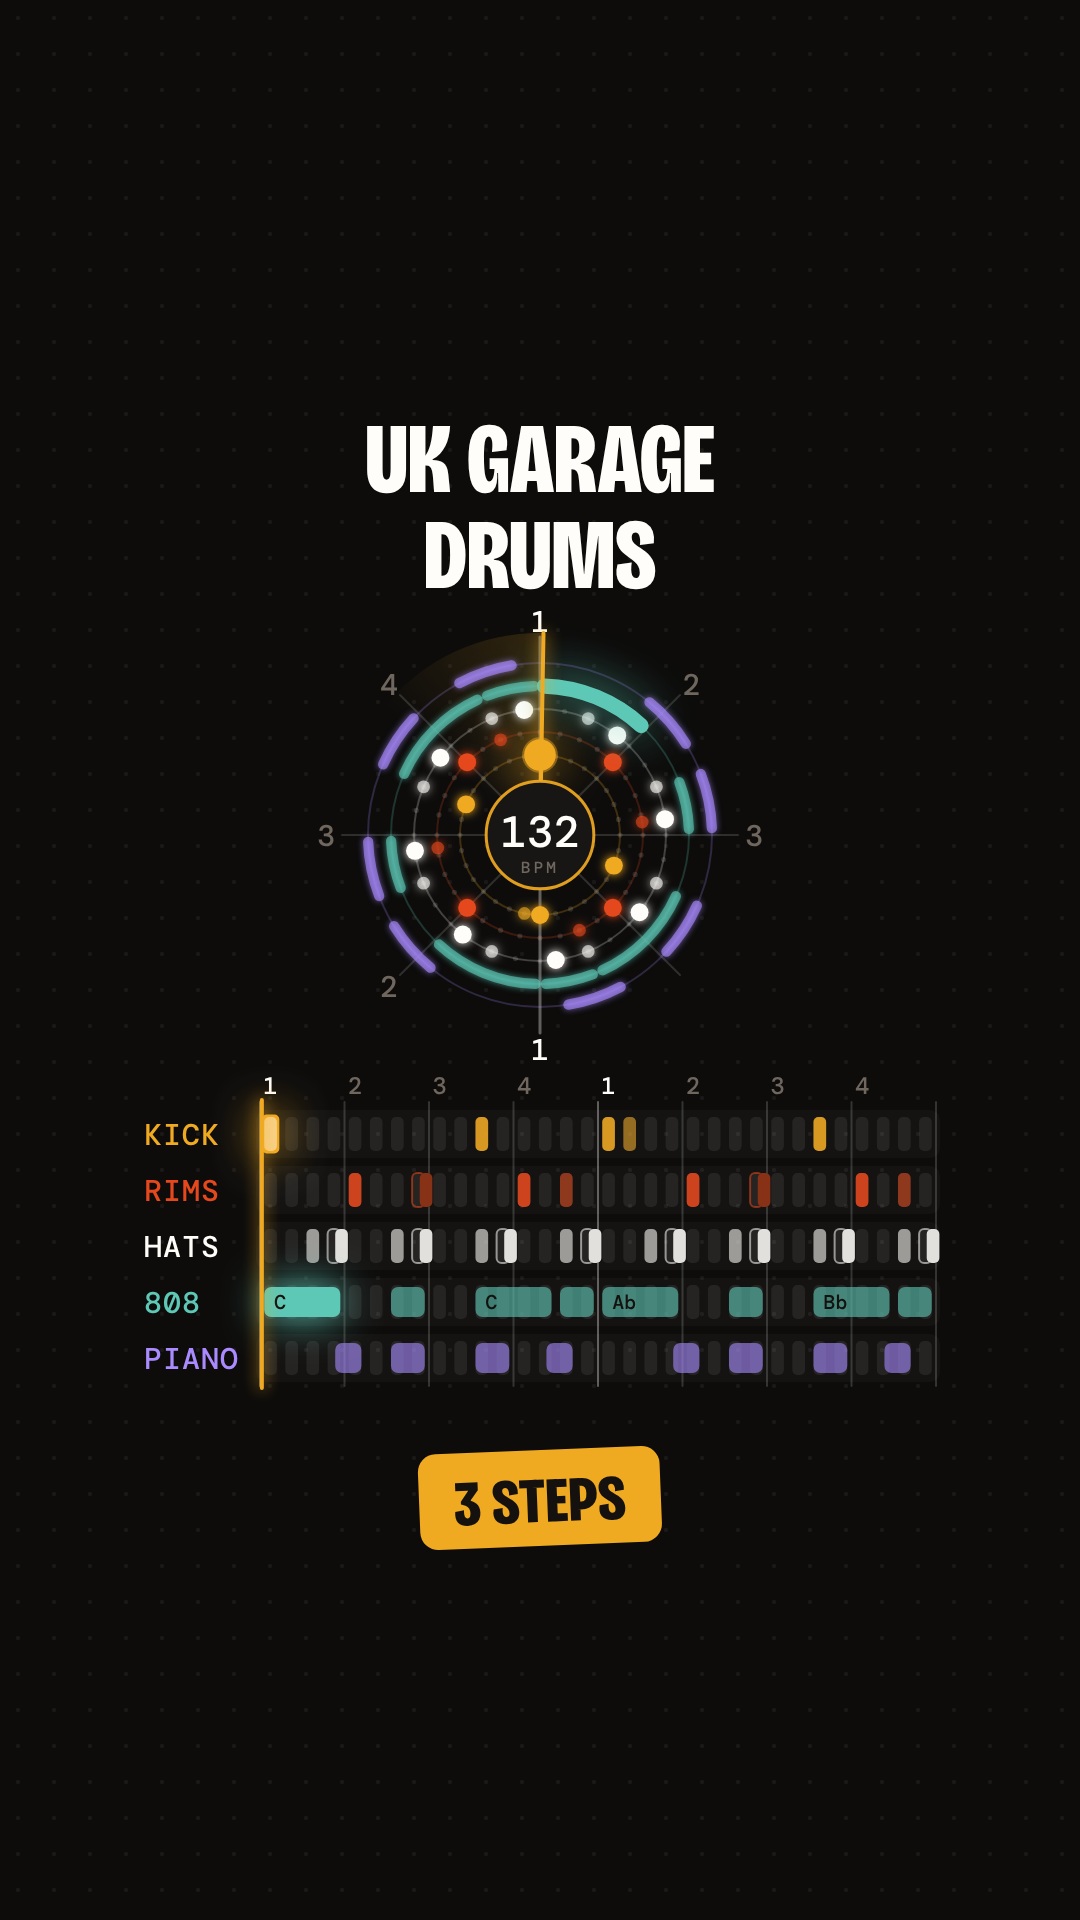 UK GARAGE
DRUMS
1
4 2
3 132 3
BPM
2
1
1 2 3 4 1 2 3 4
KICK
RIMS
HATS
808 C C Ab Bb
PIANO
3 STEPS